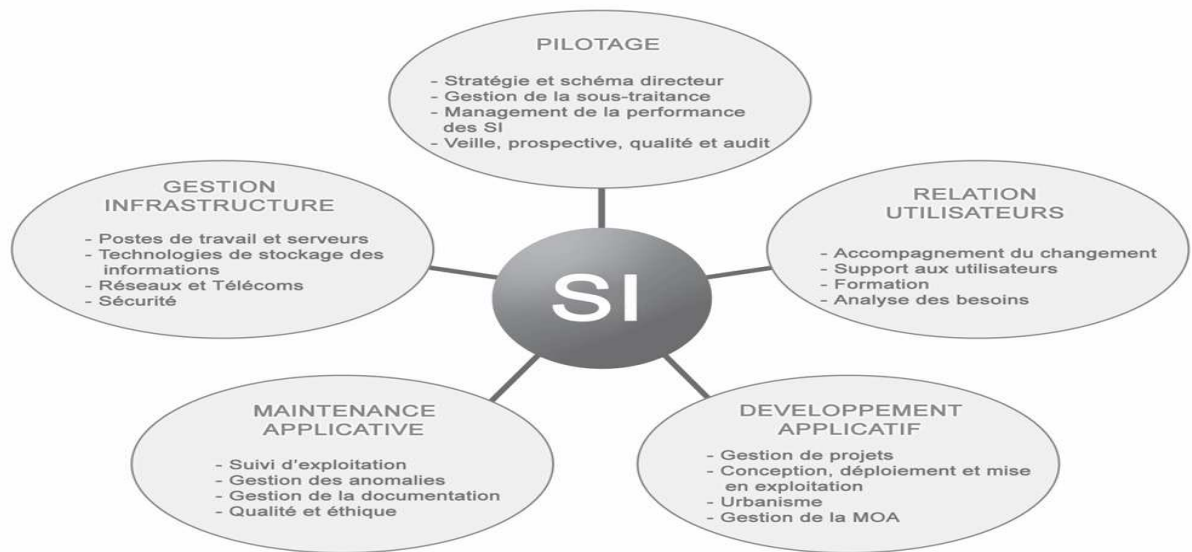 PILOTAGE
- Stratégie et schéma directeur
- Gestion de la sous-traitance
- Management de la performance
des SI
- Veille, prospective, qualité et audit
GESTION
INFRASTRUCTURE
- Postes de travail et serveurs
- Technologies de stockage des
informations
- Réseaux et Télécoms
- Sécurité
RELATION
UTILISATEURS
- Accompagnement du changement
- Support aux utilisateurs
- Formation
- Analyse des besoins
SI
MAINTENANCE
APPLICATIVE
- Suivi d'exploitation
- Gestion des anomalies
- Gestion de la documentation
- Qualité et éthique
DEVELOPPEMENT
APPLICATIF
- Gestion de projets
- Conception, déploiement et mise
en exploitation
- Urbanisme
- Gestion de la MOA